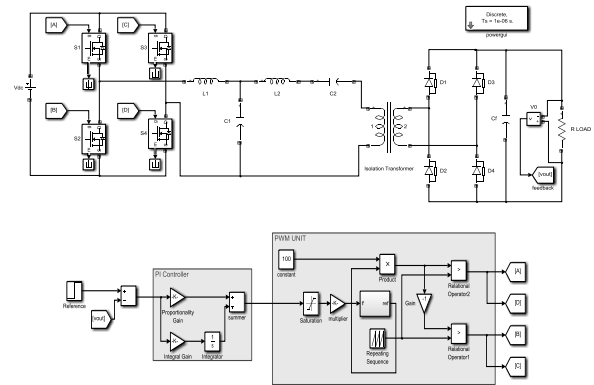 Discrete,
Ts = 1e-06 s.
powergui
[A]
[C]
S1
S3
Vdc
[B]
[D]
S2
S4
L1
L2
C2
C1
1
2
Isolation Transformer
D1
D3
D2
D4
Cf
V0
R LOAD
[vout]
feedback
PI Controller
PWM UNIT
Reference
[vout]
-K-
Proportionality
Gain
-K-
Integral Gain
1
s
Integrator
summer
100
constant
X
Product
Saturation
-K-
multiplier
f
ref
-1
Gain
Repeating
Sequence
>
Relational
Operator2
>
Relational
Operator1
[A]
[D]
[B]
[C]